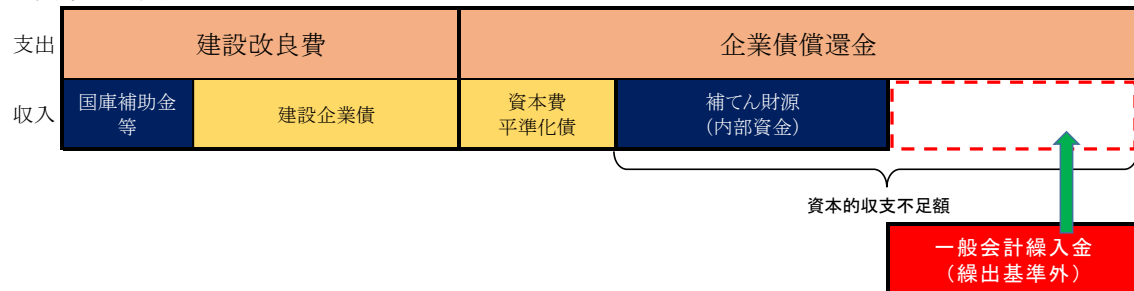 支出
建設改良費
企業債償還金
収入
国庫補助金
等
建設企業債
資本費
平準化債
補てん財源
(内部資金)
資本的収支不足額
一般会計繰入金
(繰出基準外)